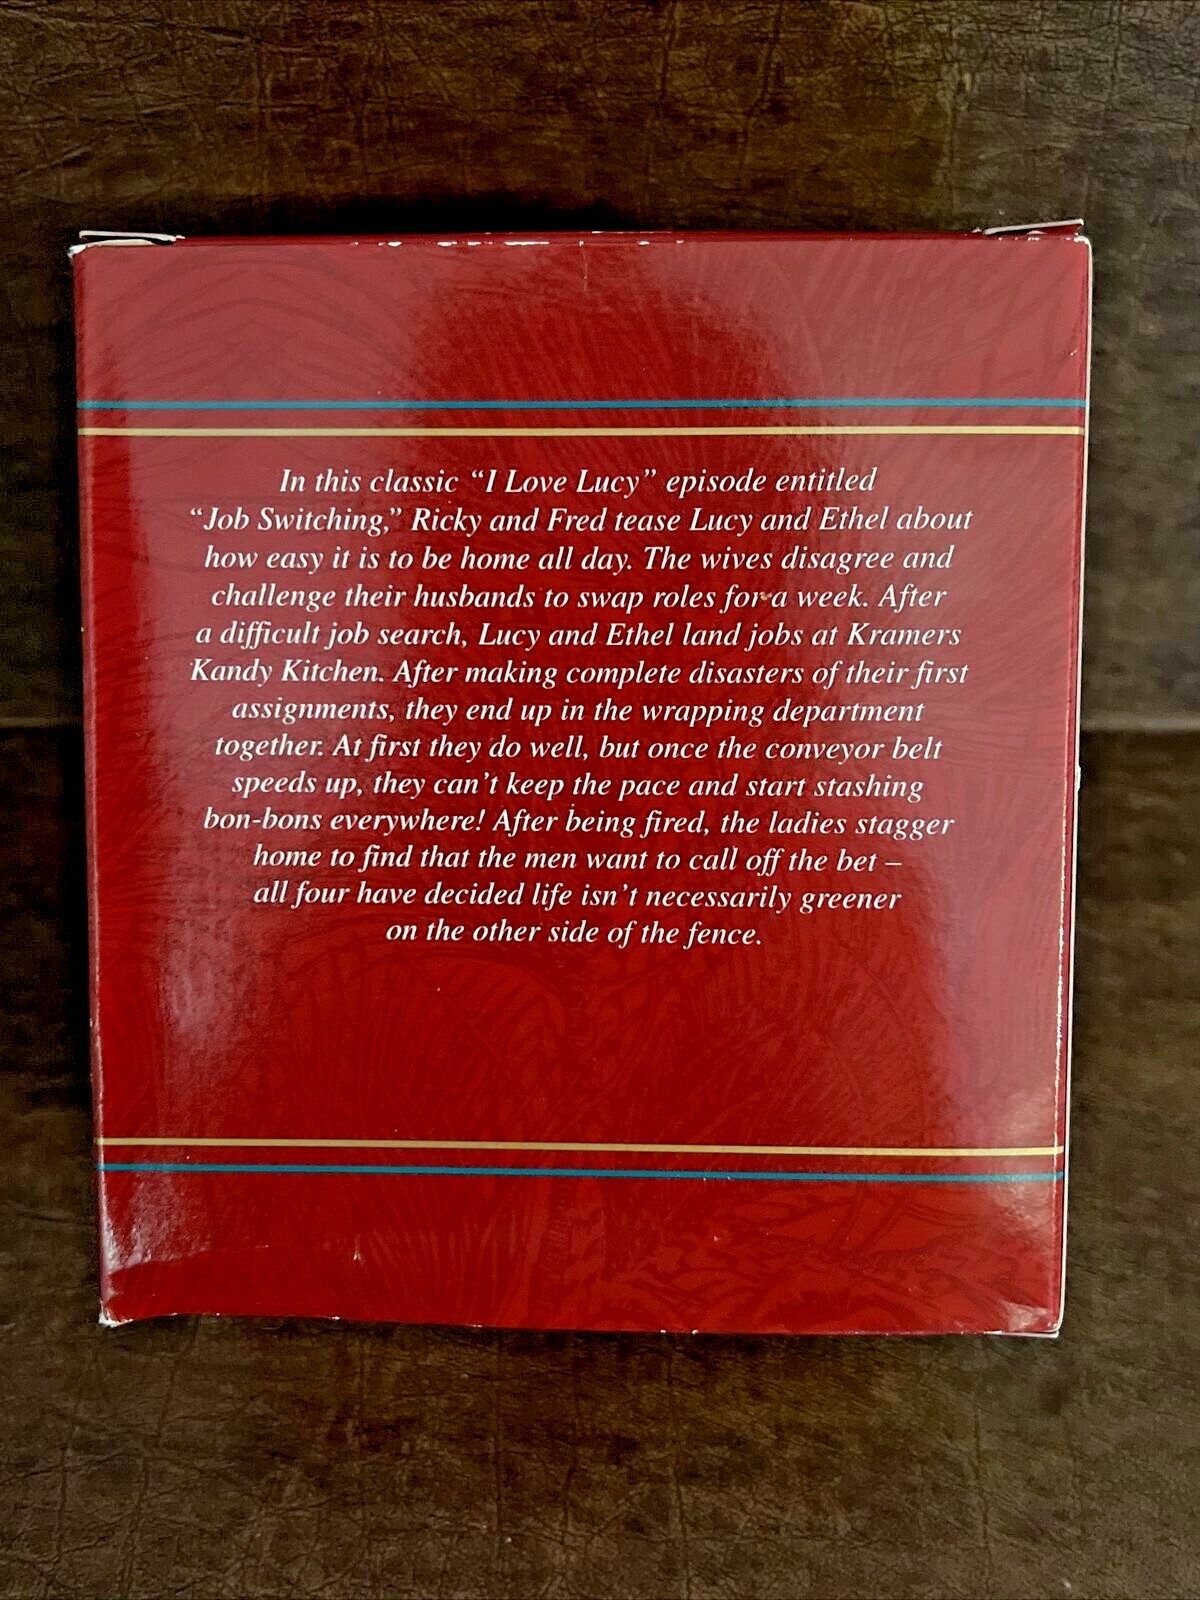 In this classic “I Love Lucy” episode entitled
“Job Switching,” Ricky and Fred tease Lucy and Ethel about
how easy it is to be home all day. The wives disagree and
challenge their husbands to swap roles for a week. After
a difficult job search, Lucy and Ethel land jobs at Kramers
Kandy Kitchen. After making complete disasters of their first
assignments, they end up in the wrapping department
together. At first they do well, but once the conveyor belt
speeds up, they can’t keep the pace and start stashing
bon-bons everywhere! After being fired, the ladies stagger
home to find that the men want to call off the bet –
all four have decided life isn’t necessarily greener
on the other side of the fence.